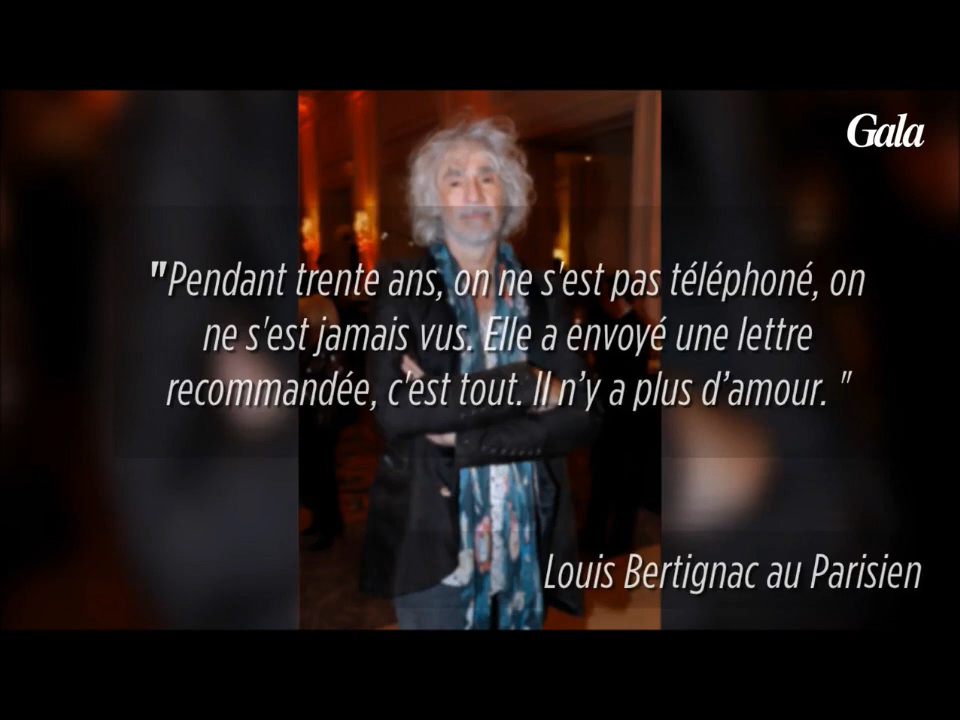 Gala
"Pendant trente ans, on ne s'est pas téléphoné, on
ne s'est jamais vus. Elle a envoyé une lettre
recommandée, c'est tout. Il n’y a plus d’amour. "
Louis Bertignac au Parisien